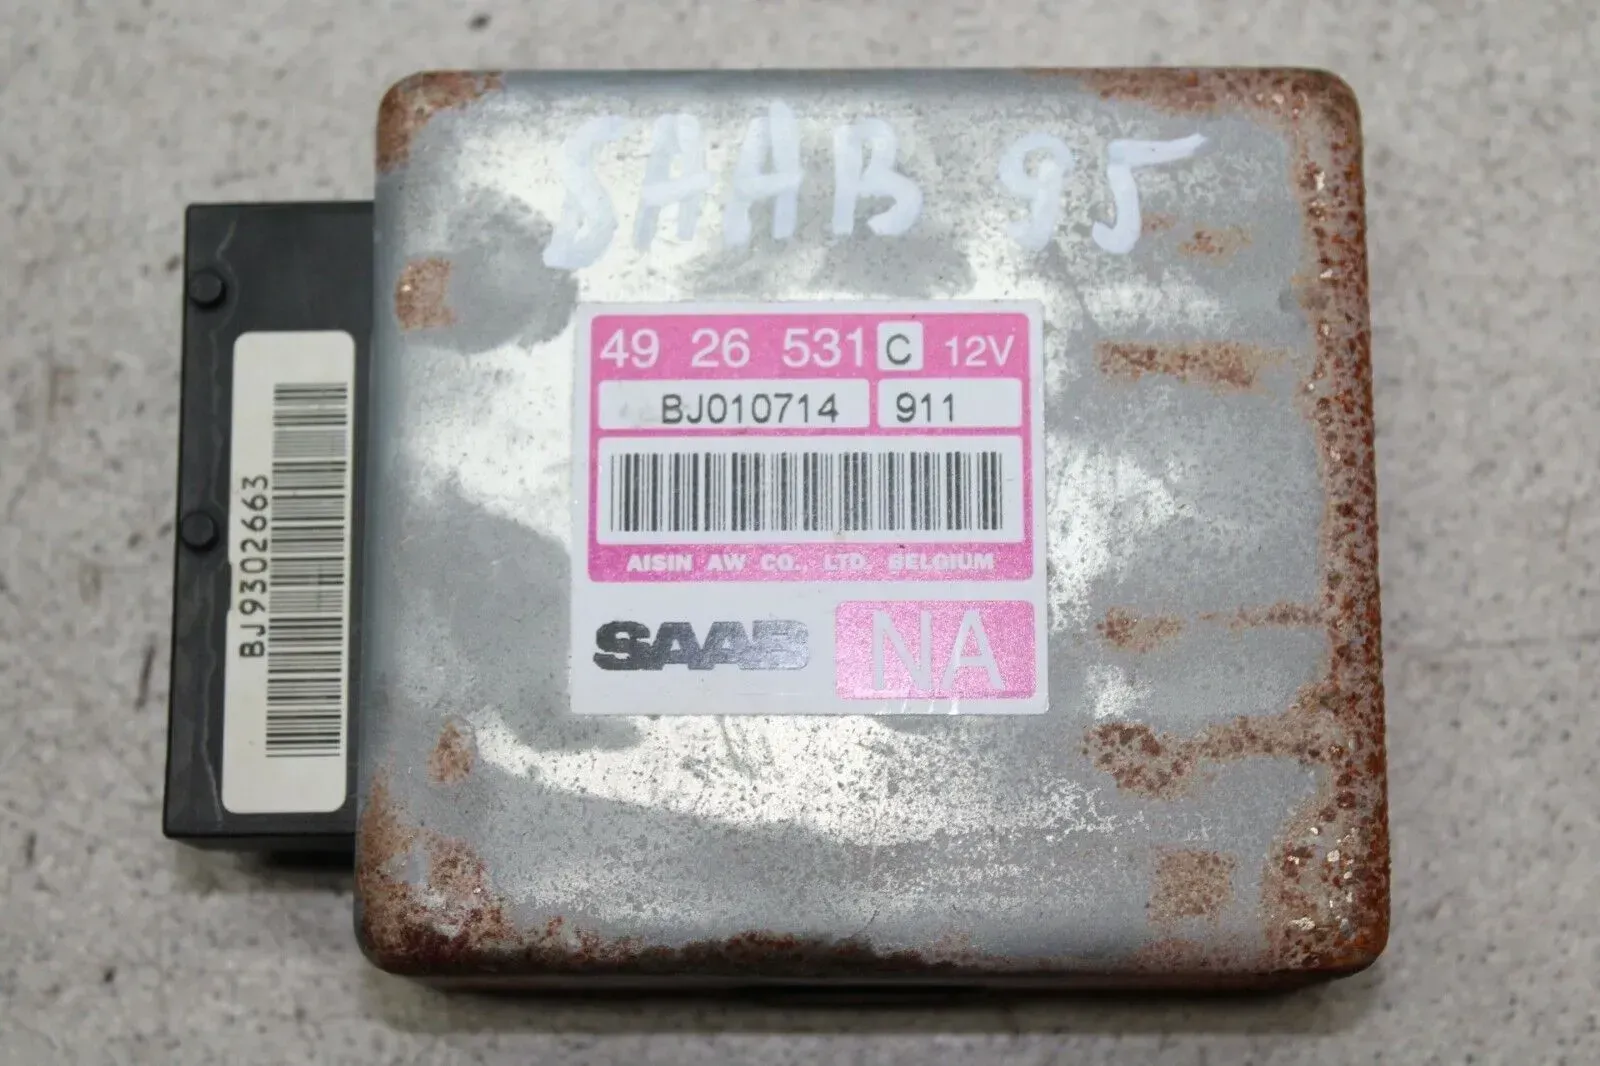 SAAB 95
49 26 531 C 12V
BJ010714 911
AISIN AW CO., LTD. BELGIUM
SAAB NA
BJ9302663